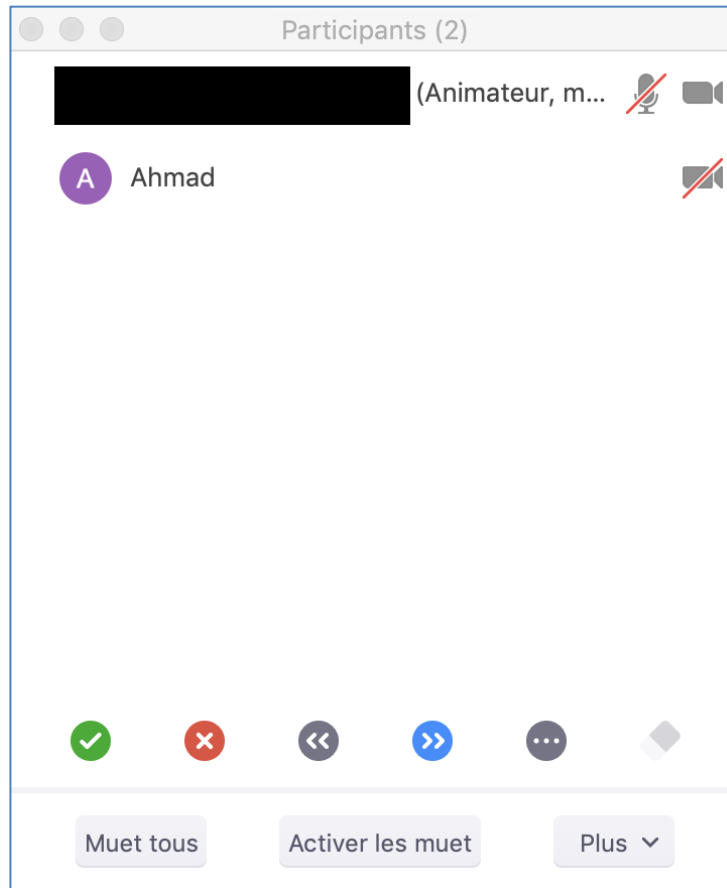 Participants (2)
(Animateur, m...
A Ahmad
Muet tous Activer les muet Plus